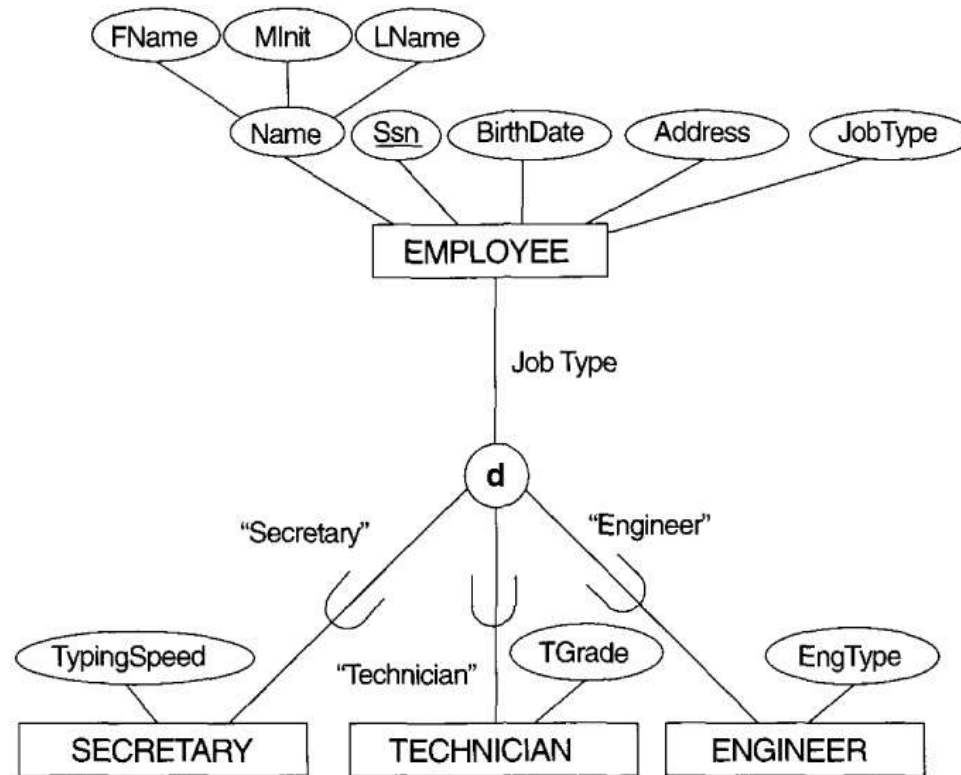 FName MInit LName
Name Ssn BirthDate Address JobType
EMPLOYEE
Job Type
d
“Secretary” “Engineer”
TypingSpeed “Technician” TGrade EngType
SECRETARY TECHNICIAN ENGINEER